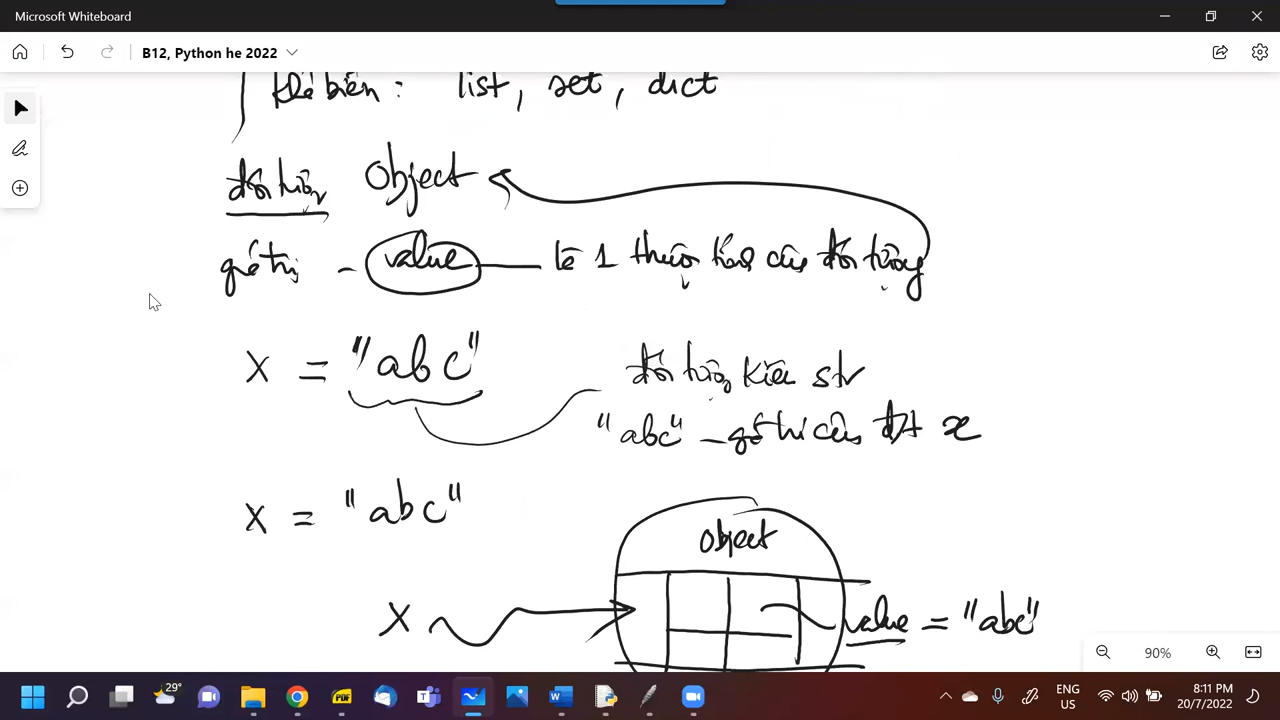 Microsoft Whiteboard
B12, Python he 2022
khả biến : list, set, dict
đối tượng Object
giá trị - value — là 1 thuộc tính của đối tượng
x = "abc"
đối tượng kiểu str
"abc" - giá trị của đt x
x = "abc"
object
x
value = "abc"
90%
29°
PDF
ENG
US
8:11 PM
20/7/2022